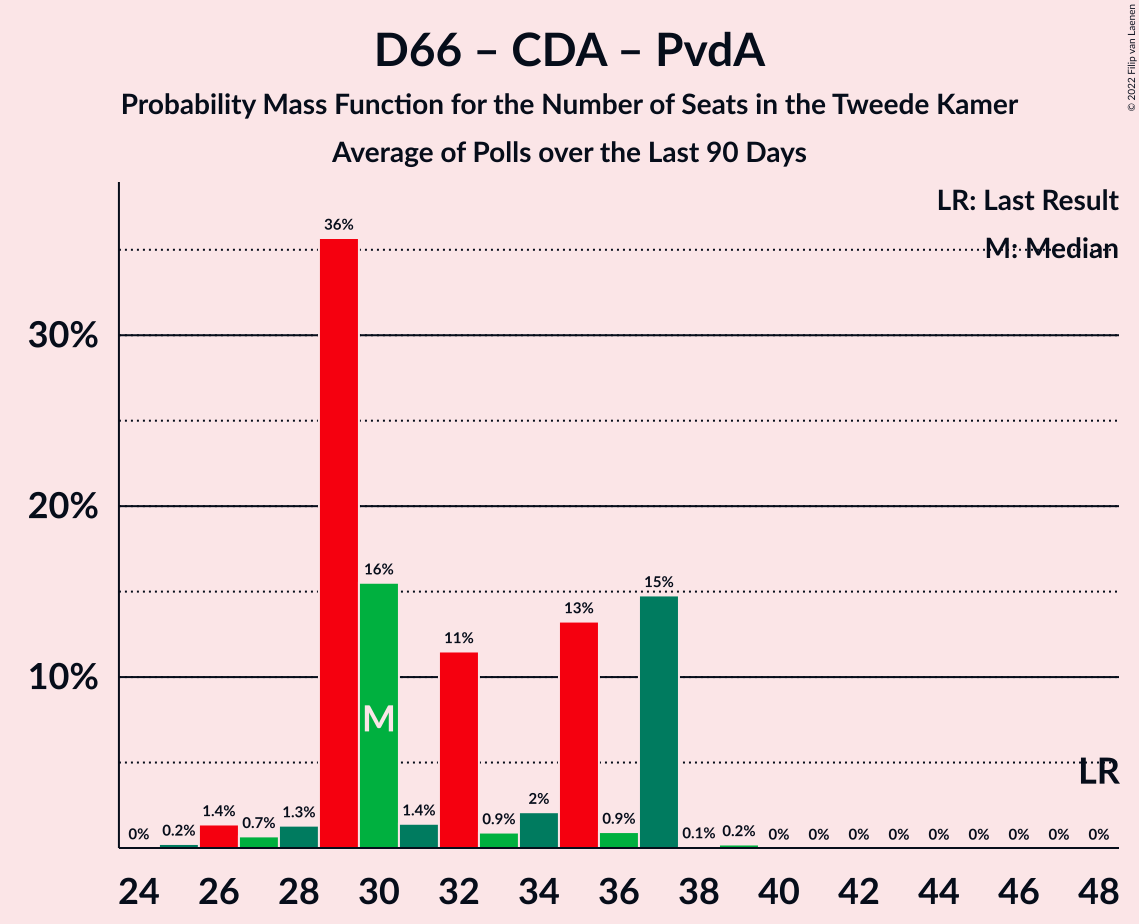 D66 – CDA – PvdA
Probability Mass Function for the Number of Seats in the Tweede Kamer
Average of Polls over the Last 90 Days
© 2022 Filip van Laenen
LR: Last Result
M: Median
30%
20%
10%
0% 0.2% 1.4% 0.7% 1.3% 36% 16% 1.4% 11% 0.9% 2% 13% 0.9% 15% 0.1% 0.2% 0% 0% 0% 0% 0% 0% 0% 0% 0%
M
LR
24 26 28 30 32 34 36 38 40 42 44 46 48